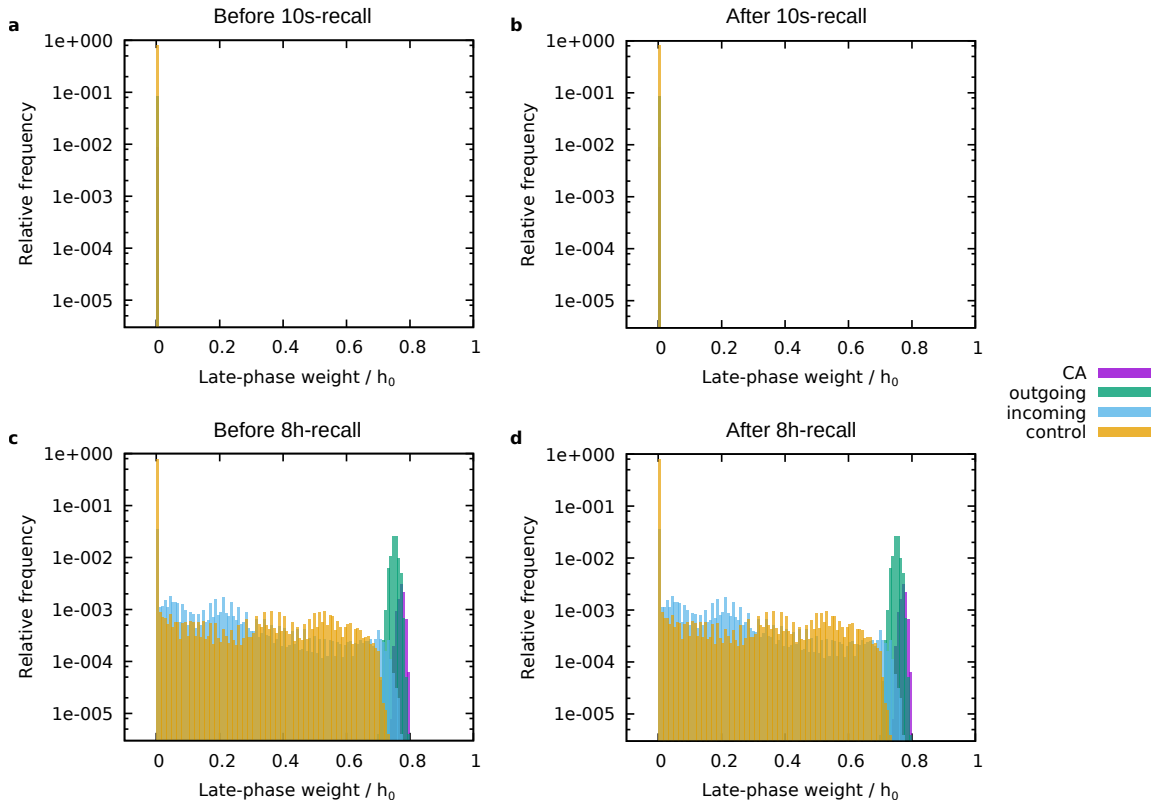 a
Before 10s-recall
Relative frequency
1e+000
1e-001
1e-002
1e-003
1e-004
1e-005
0 0.2 0.4 0.6 0.8 1
Late-phase weight / h0
b
After 10s-recall
Relative frequency
1e+000
1e-001
1e-002
1e-003
1e-004
1e-005
0 0.2 0.4 0.6 0.8 1
Late-phase weight / h0
CA
outgoing
incoming
control
c
Before 8h-recall
Relative frequency
1e+000
1e-001
1e-002
1e-003
1e-004
1e-005
0 0.2 0.4 0.6 0.8 1
Late-phase weight / h0
d
After 8h-recall
Relative frequency
1e+000
1e-001
1e-002
1e-003
1e-004
1e-005
0 0.2 0.4 0.6 0.8 1
Late-phase weight / h0